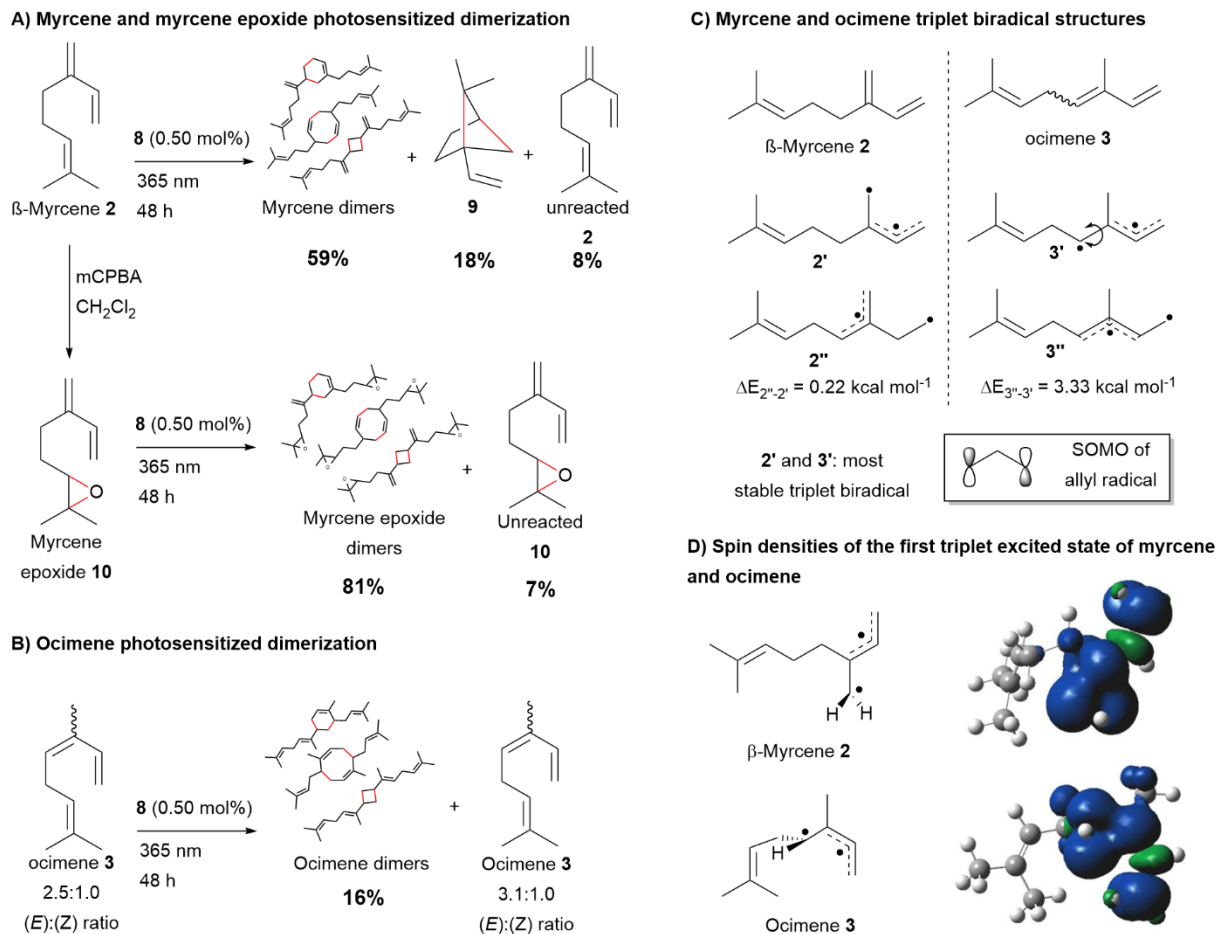 A) Myrcene and myrcene epoxide photosensitized dimerization
ß-Myrcene 2
8 (0.50 mol%)
365 nm
48 h
Myrcene dimers
59%
+
9
18%
+
unreacted
2
8%
mCPBA
CH2Cl2
O
Myrcene
epoxide 10
8 (0.50 mol%)
365 nm
48 h
O
O
O
O
O
O
Myrcene epoxide
dimers
81%
+
O
Unreacted
10
7%
B) Ocimene photosensitized dimerization
ocimene 3
2.5:1.0
(E):(Z) ratio
8 (0.50 mol%)
365 nm
48 h
Ocimene dimers
16%
+
Ocimene 3
3.1:1.0
(E):(Z) ratio
C) Myrcene and ocimene triplet biradical structures
ß-Myrcene 2
ocimene 3
2'
3'
2''
3''
ΔE2''-2' = 0.22 kcal mol-1
ΔE3''-3' = 3.33 kcal mol-1
2' and 3': most
stable triplet biradical
SOMO of
allyl radical
D) Spin densities of the first triplet excited state of myrcene
and ocimene
H
H
β-Myrcene 2
H
Ocimene 3